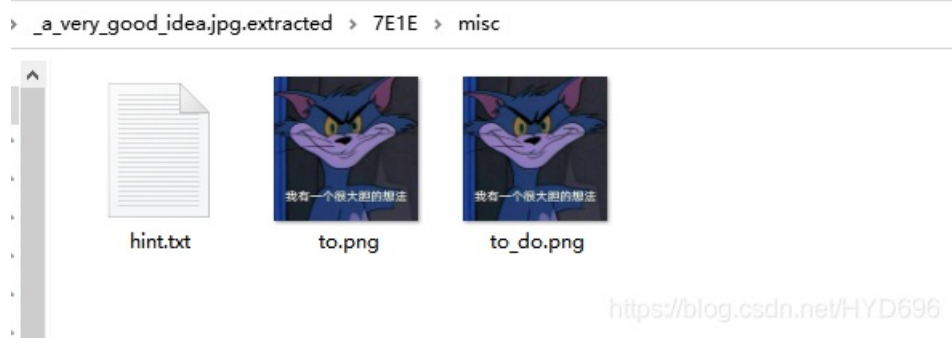 _a_very_good_idea.jpg.extracted > 7E1E > misc
我有一个很大胆的想法
我有一个很大胆的想法
hint.txt
to.png
to_do.png
https://blog.csdn.net/HYD696